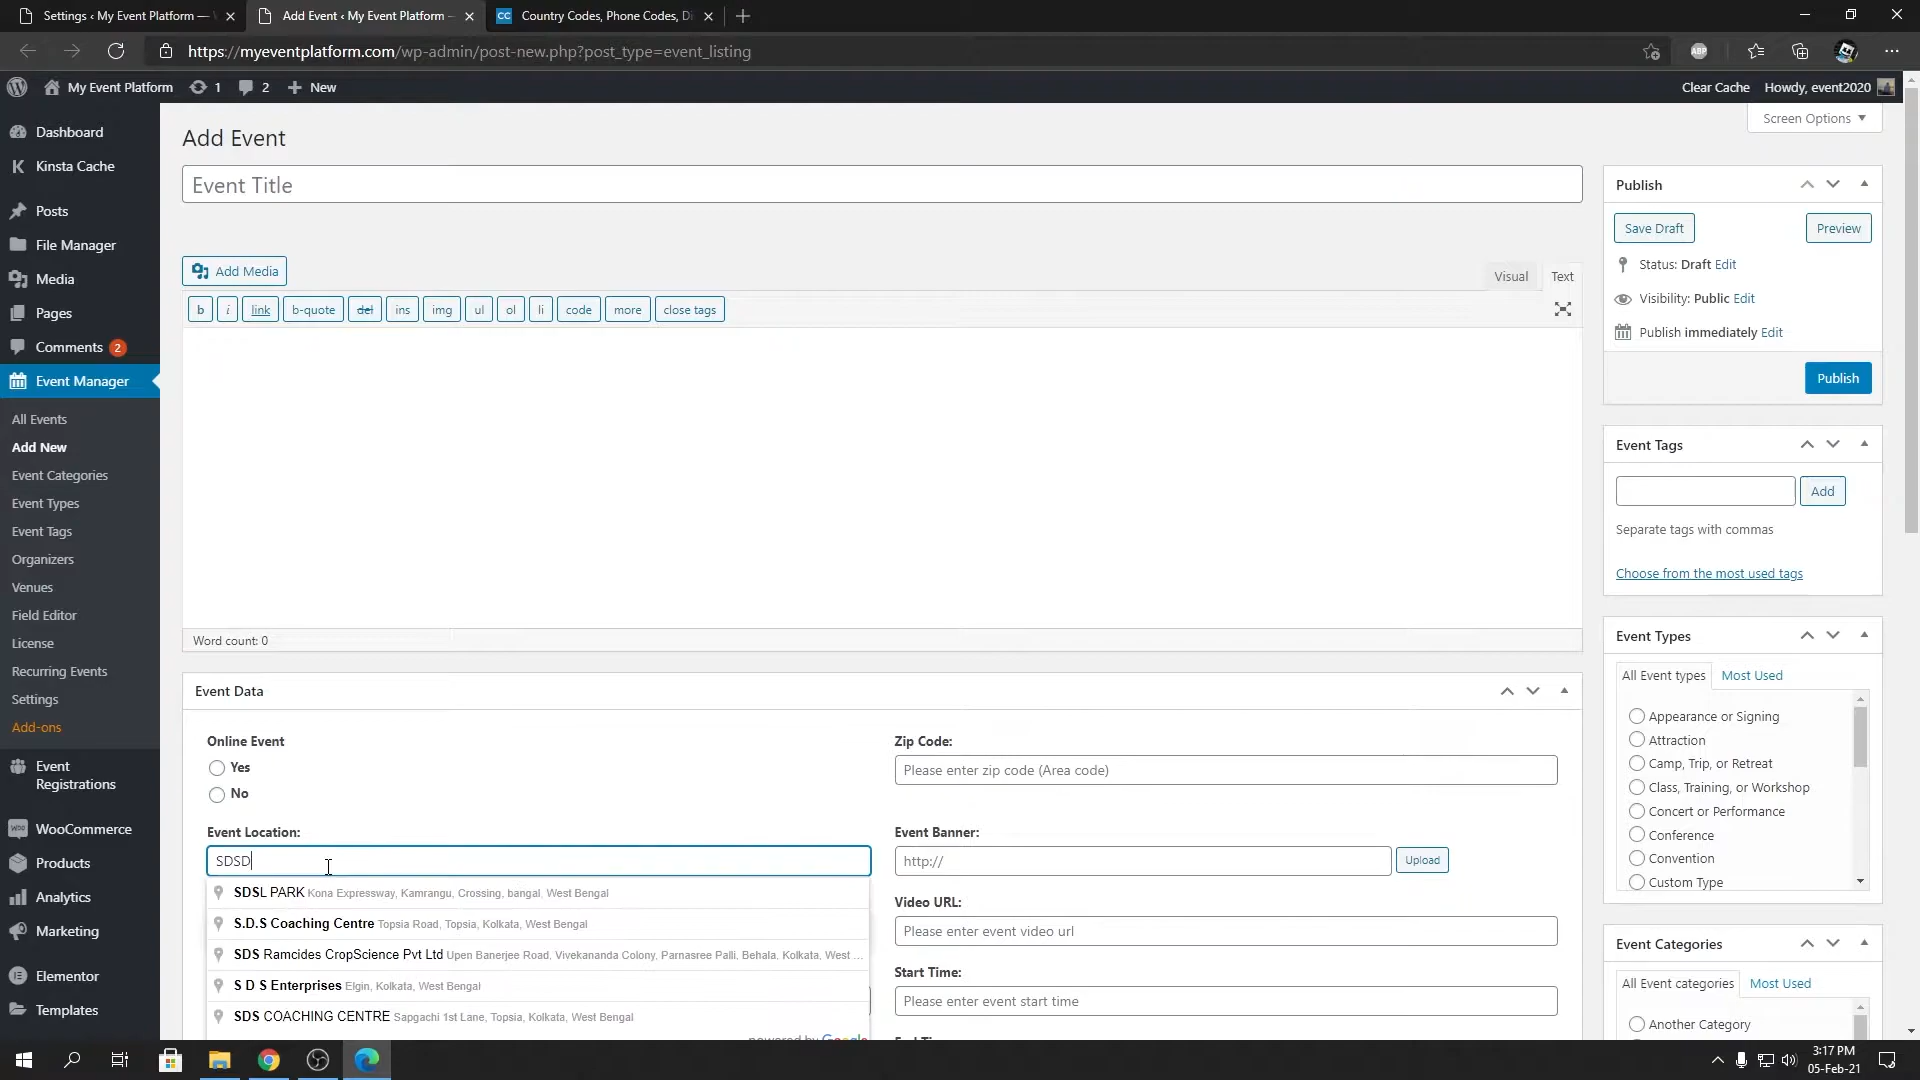 Settings ‹ My Event Platform —
Add Event ‹ My Event Platform —
CC Country Codes, Phone Codes, Di
https://myeventplatform.com/wp-admin/post-new.php?post_type=event_listing
ABP
My Event Platform
1
2
New
Clear Cache
Howdy, event2020
Dashboard
Kinsta Cache
Posts
File Manager
Media
Pages
Comments 2
Event Manager
All Events
Add New
Event Categories
Event Types
Event Tags
Organizers
Venues
Field Editor
License
Recurring Events
Settings
Add-ons
Event
Registrations
WooCommerce
Products
Analytics
Marketing
Elementor
Templates
Screen Options
Add Event
Event Title
Add Media
Visual
Text
b
i
link
b-quote
del
ins
img
ul
ol
li
code
more
close tags
Word count: 0
Event Data
Online Event
Yes
No
Event Location:
SDSD
SDSL PARK Kona Expressway, Kamrangu, Crossing, bangal, West Bengal
S.D.S Coaching Centre Topsia Road, Topsia, Kolkata, West Bengal
SDS Ramcides CropScience Pvt Ltd Upen Banerjee Road, Vivekananda Colony, Parnasree Palli, Behala, Kolkata, West ...
S D S Enterprises Elgin, Kolkata, West Bengal
SDS COACHING CENTRE Sapgachi 1st Lane, Topsia, Kolkata, West Bengal
powered by Google
Zip Code:
Please enter zip code (Area code)
Event Banner:
http://
Upload
Video URL:
Please enter event video url
Start Time:
Please enter event start time
Publish
Save Draft
Preview
Status: Draft Edit
Visibility: Public Edit
Publish immediately Edit
Publish
Event Tags
Add
Separate tags with commas
Choose from the most used tags
Event Types
All Event types
Most Used
Appearance or Signing
Attraction
Camp, Trip, or Retreat
Class, Training, or Workshop
Concert or Performance
Conference
Convention
Custom Type
Event Categories
All Event categories
Most Used
Another Category
3:17 PM
05-Feb-21